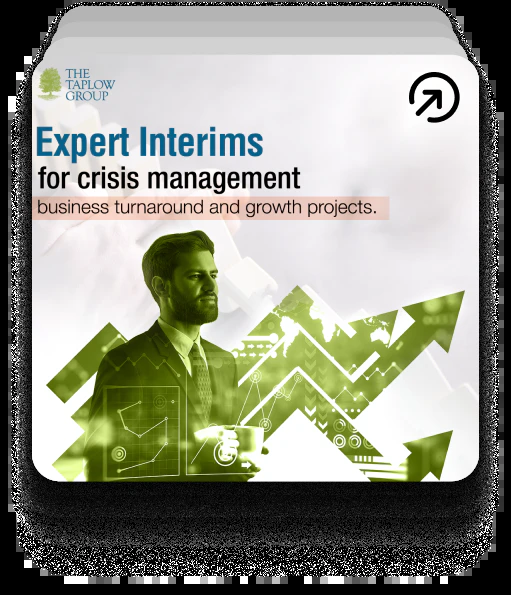 THE
TAPLOW
GROUP
Expert Interims
for crisis management
business turnaround and growth projects.